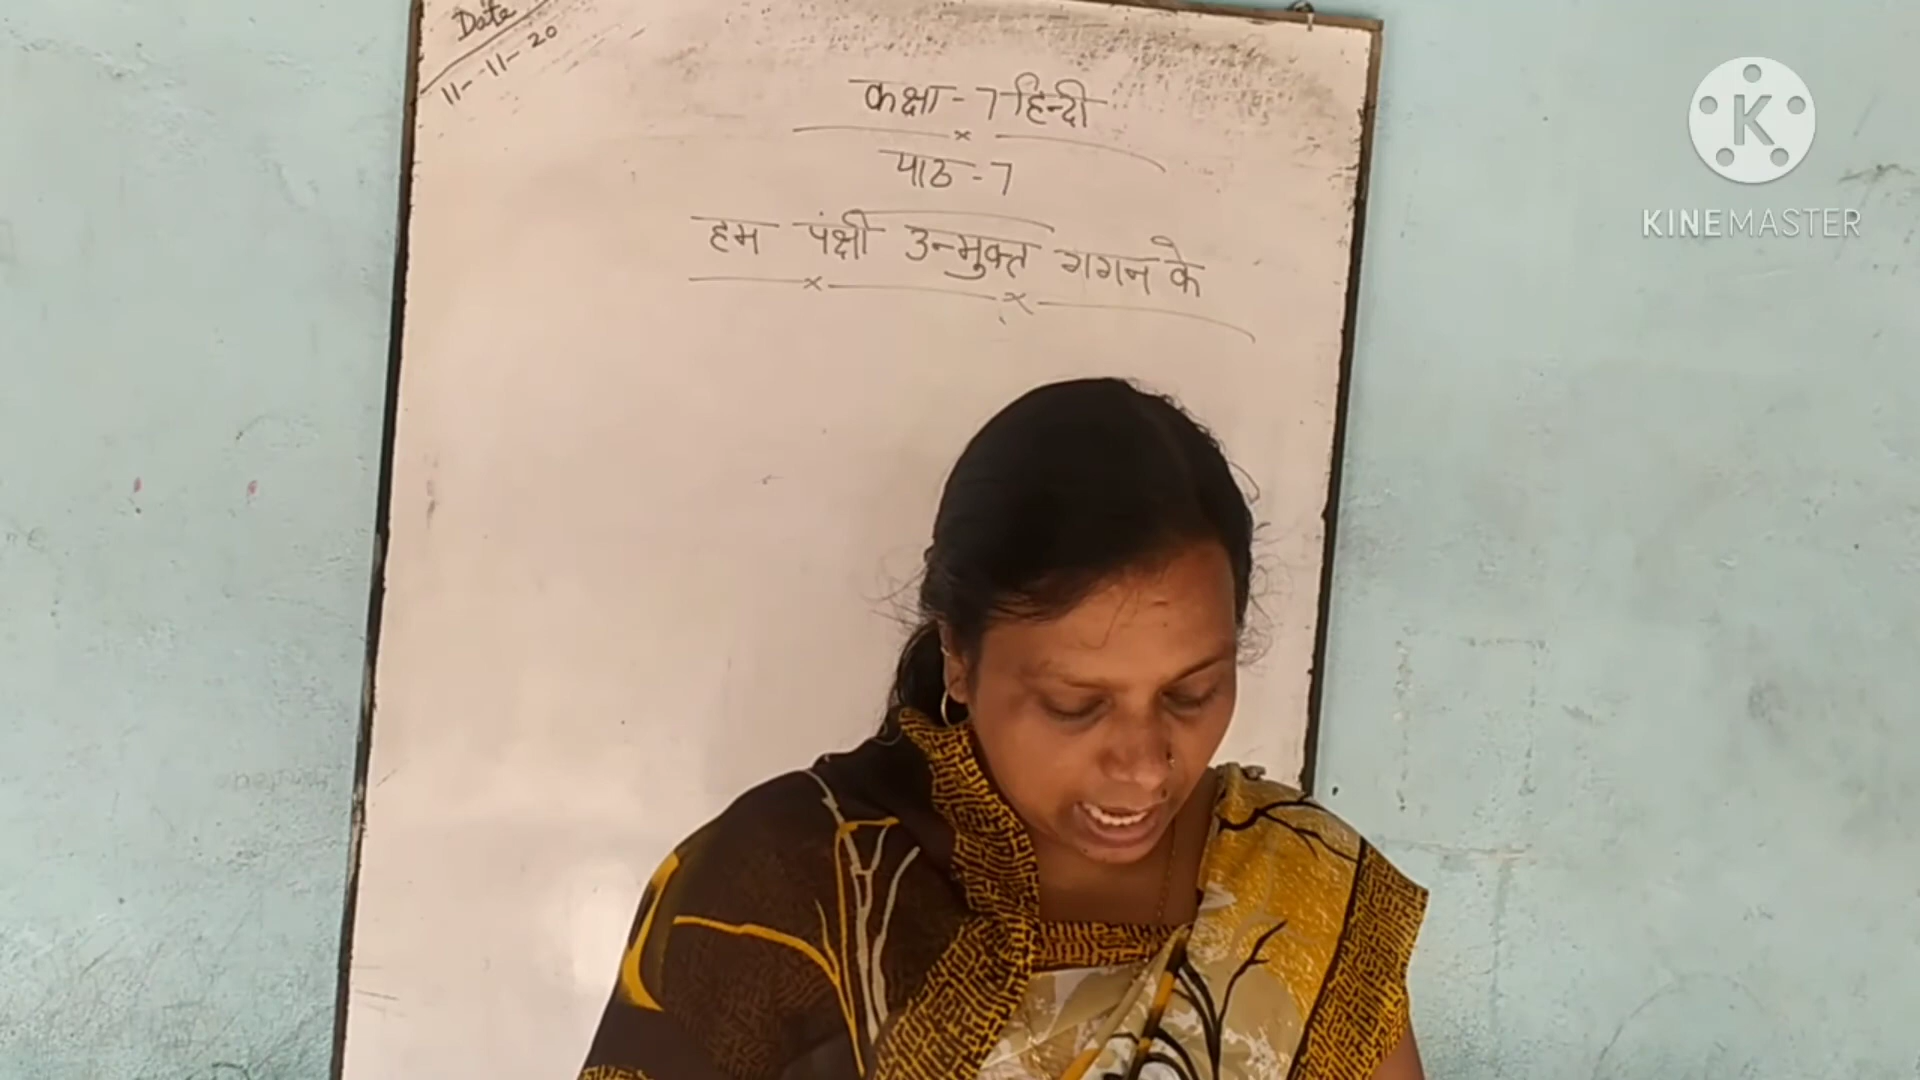 Date
11-11-20
कक्षा - 7 हिन्दी
पाठ - 7
हम पंक्षी उन्मुक्त गगन के
K
KINEMASTER